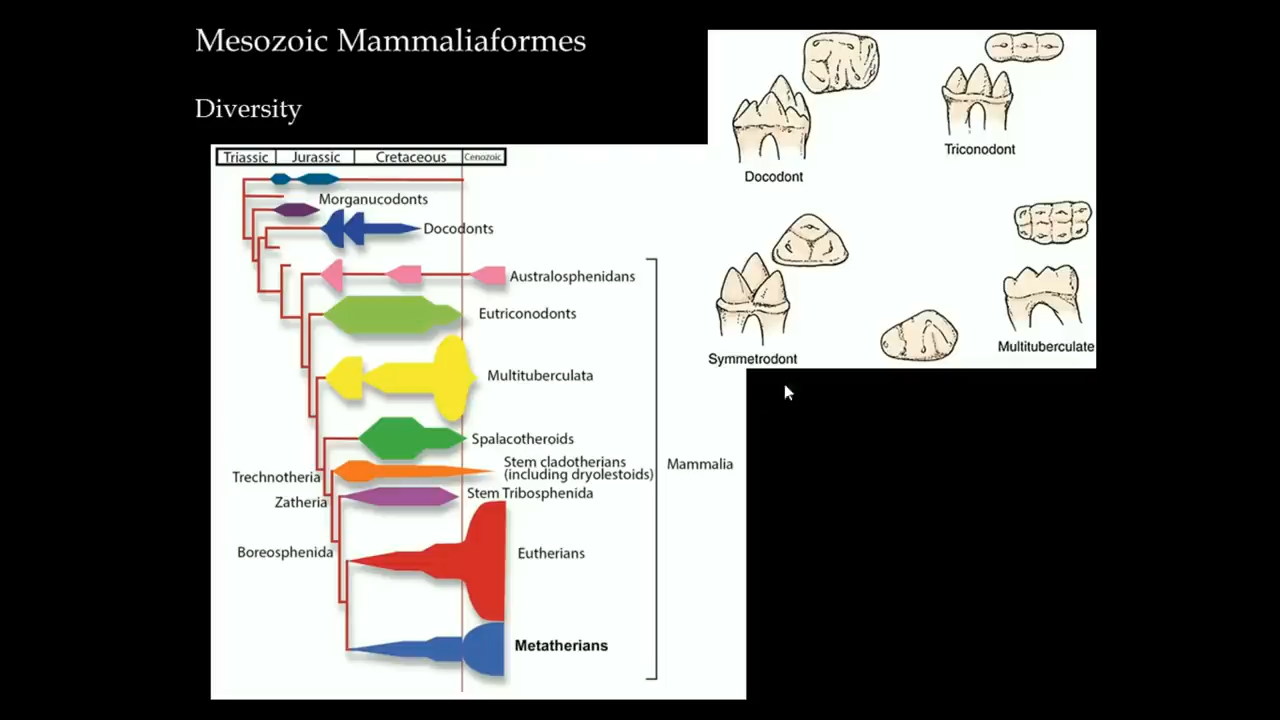 Mesozoic Mammaliaformes
Diversity
Triassic Jurassic Cretaceous Cenozoic
Morganucodonts
Docodonts
Australosphenidans
Eutriconodonts
Multituberculata
Spalacotheroids
Stem cladotherians
(including dryolestoids)
Trechnotheria
Stem Tribosphenida
Zatheria
Boreosphenida
Eutherians
Metatherians
Mammalia
Docodont
Triconodont
Symmetrodont
Multituberculate